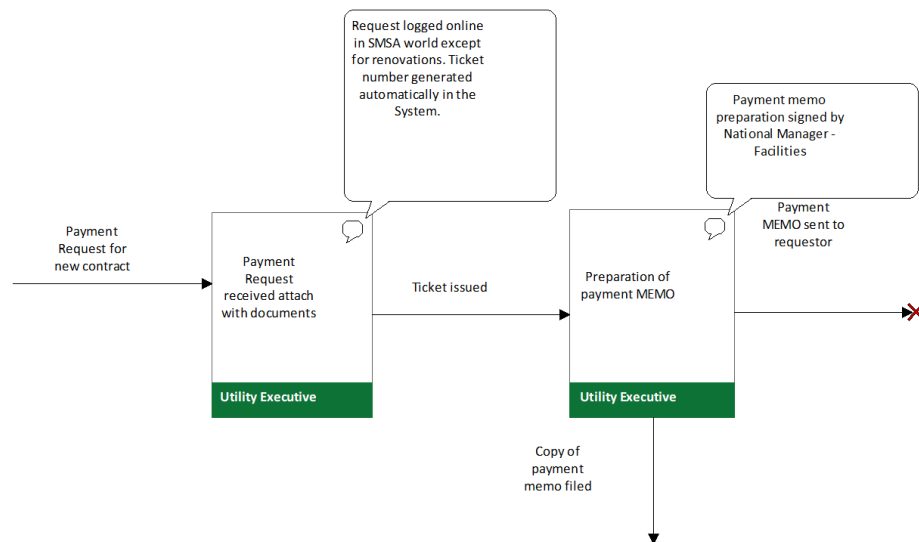 Request logged online
in SMSA world except
for renovations. Ticket
number generated
automatically in the
System.
Payment memo
preparation signed by
National Manager -
Facilities
Payment
Request for
new contract
Payment
Request
received attach
with documents
Utility Executive
Ticket issued
Preparation of
payment MEMO
Utility Executive
Payment
MEMO sent to
requestor
Copy of
payment
memo filed